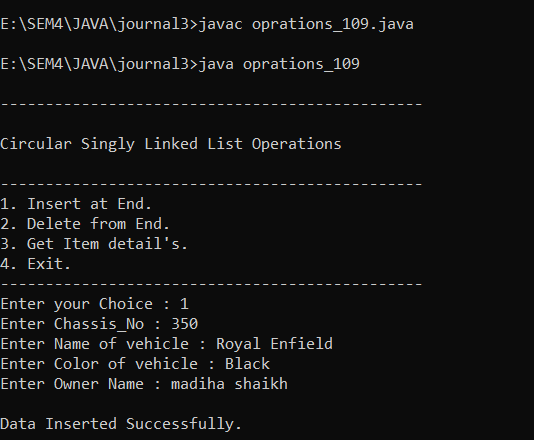 E:\SEM4\JAVA\journal3>javac oprations_109.java
E:\SEM4\JAVA\journal3>java oprations_109
-----------------------------------------------
Circular Singly Linked List Operations
-----------------------------------------------
1. Insert at End.
2. Delete from End.
3. Get Item detail's.
4. Exit.
-----------------------------------------------
Enter your Choice : 1
Enter Chassis_No : 350
Enter Name of vehicle : Royal Enfield
Enter Color of vehicle : Black
Enter Owner Name : madiha shaikh
Data Inserted Successfully.